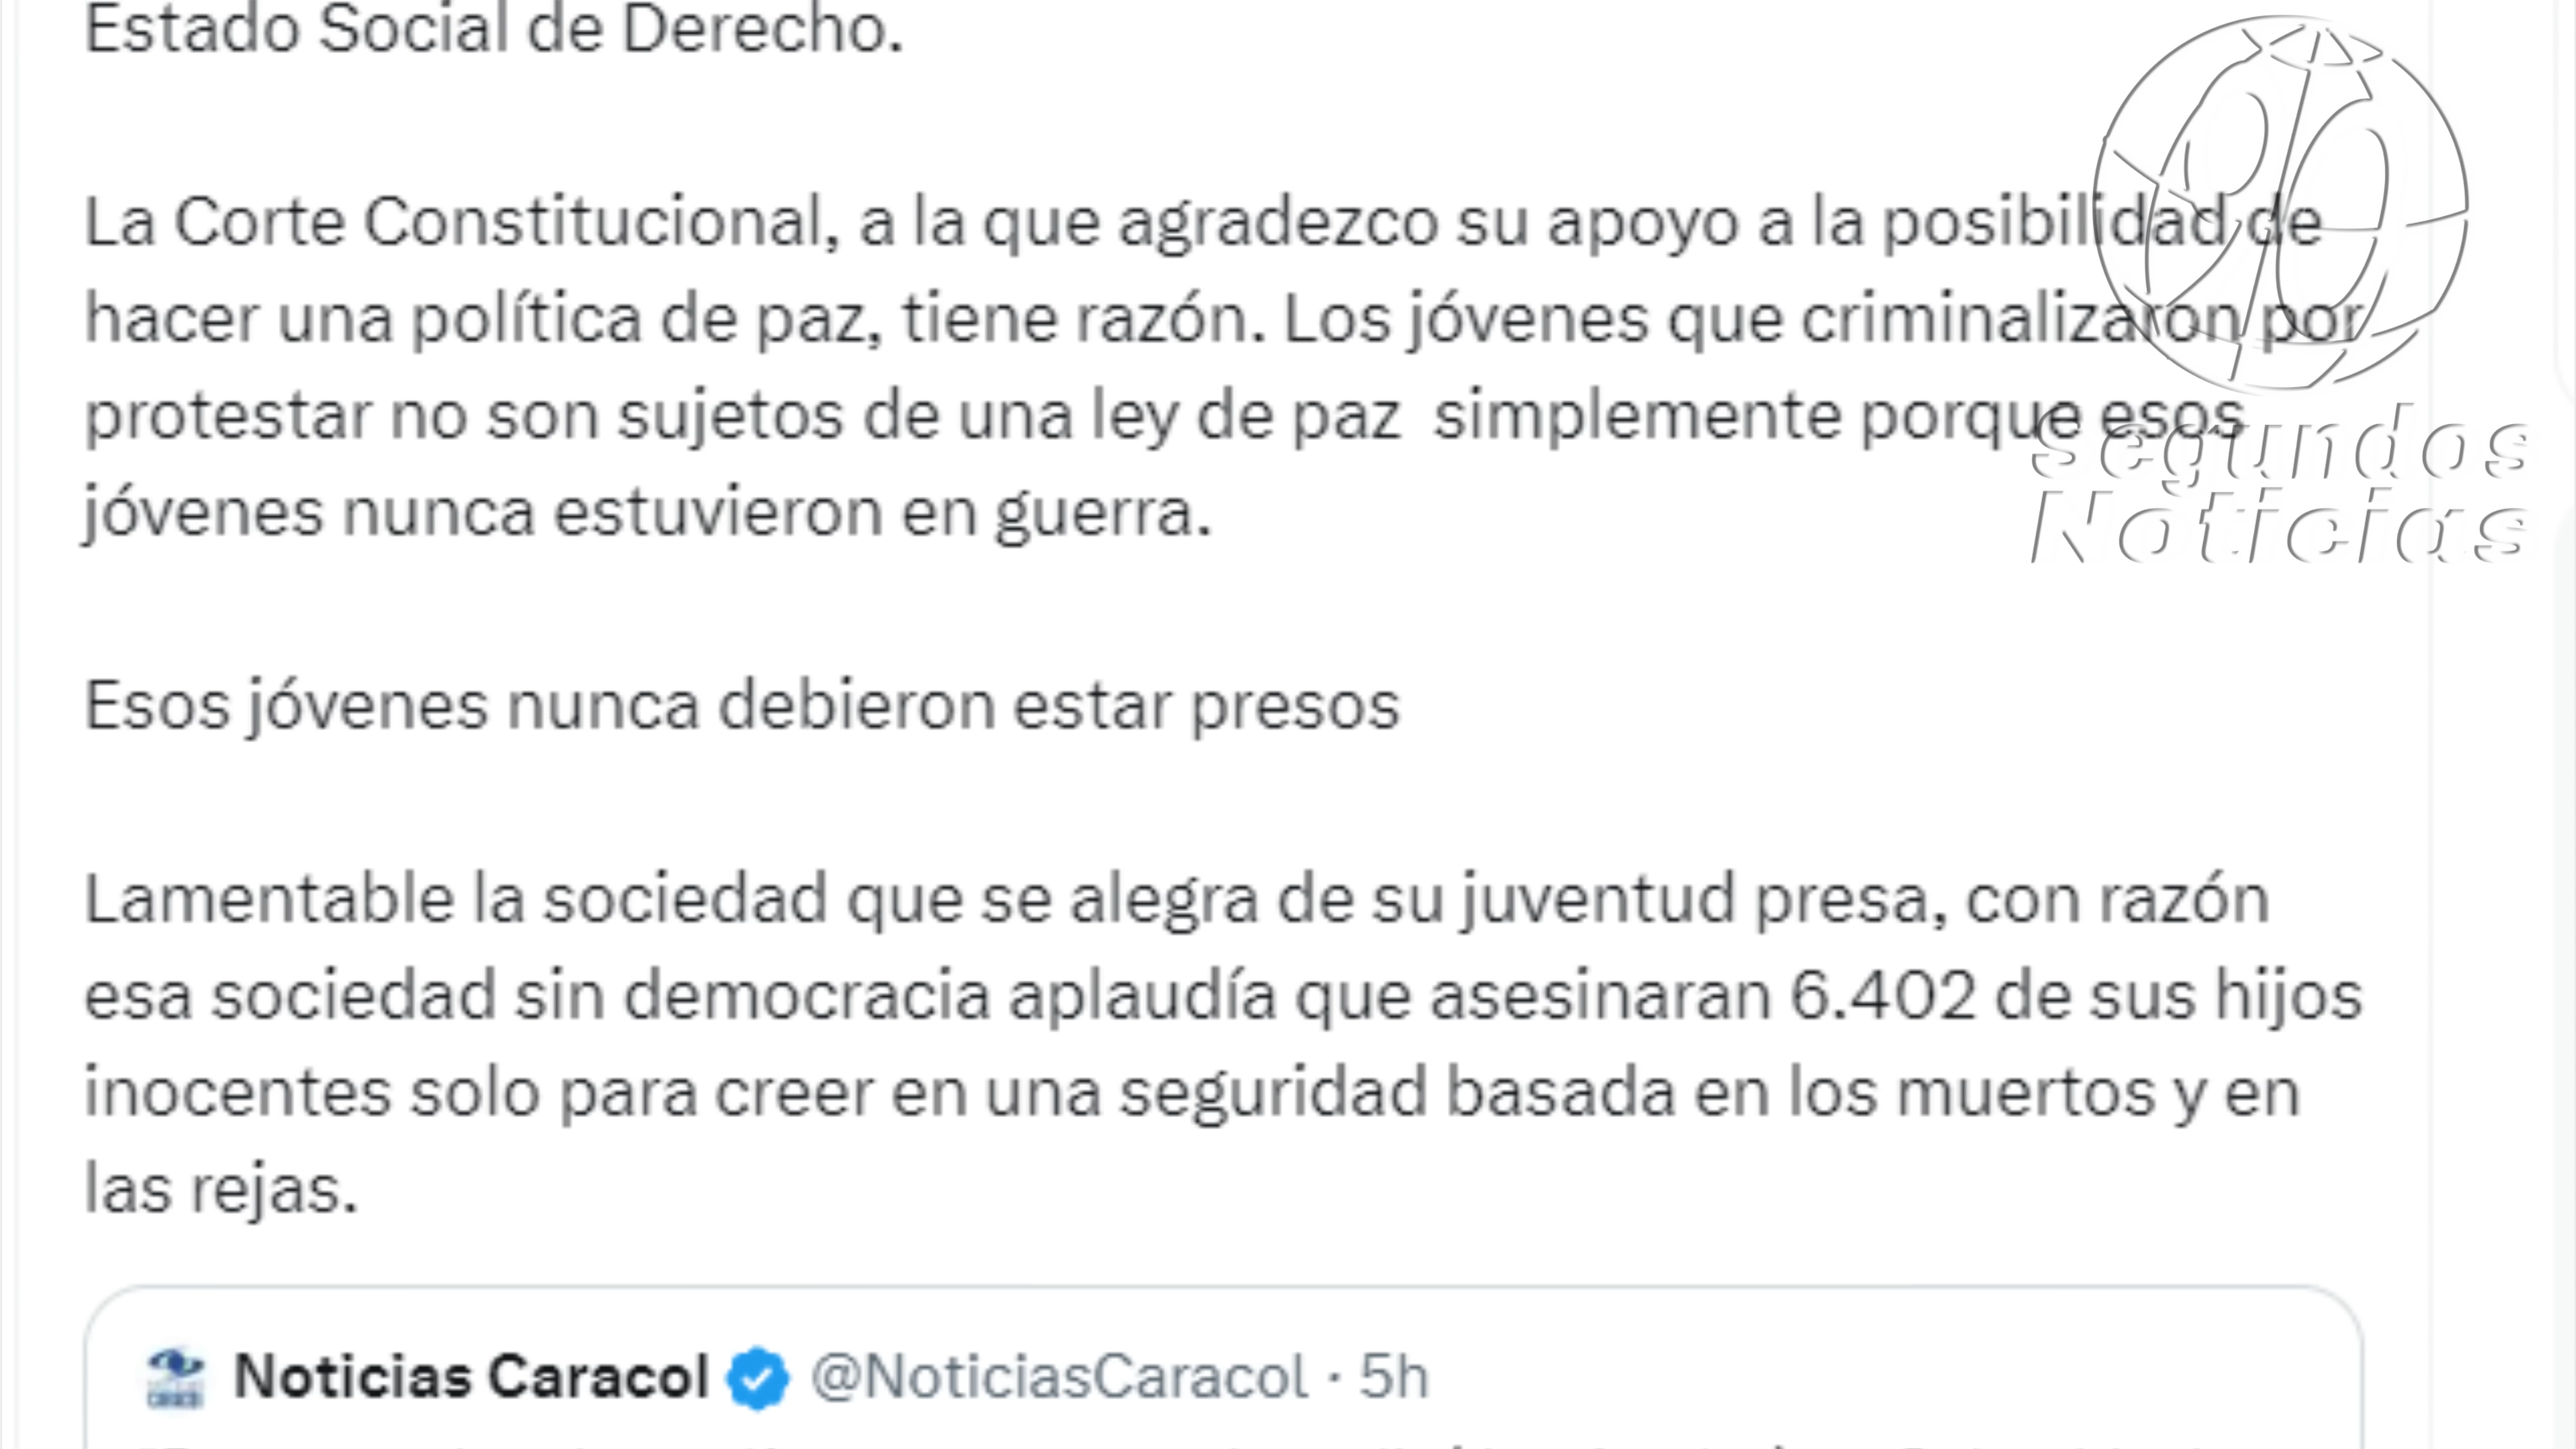 Estado Social de Derecho.
La Corte Constitucional, a la que agradezco su apoyo a la posibilidad de
hacer una política de paz, tiene razón. Los jóvenes que criminalizaron por
protestar no son sujetos de una ley de paz  simplemente porque esos
jóvenes nunca estuvieron en guerra.
Esos jóvenes nunca debieron estar presos
Lamentable la sociedad que se alegra de su juventud presa, con razón
esa sociedad sin democracia aplaudía que asesinaran 6.402 de sus hijos
inocentes solo para creer en una seguridad basada en los muertos y en
las rejas.
Noticias Caracol @NoticiasCaracol · 5h
90
Segundos
Noticias